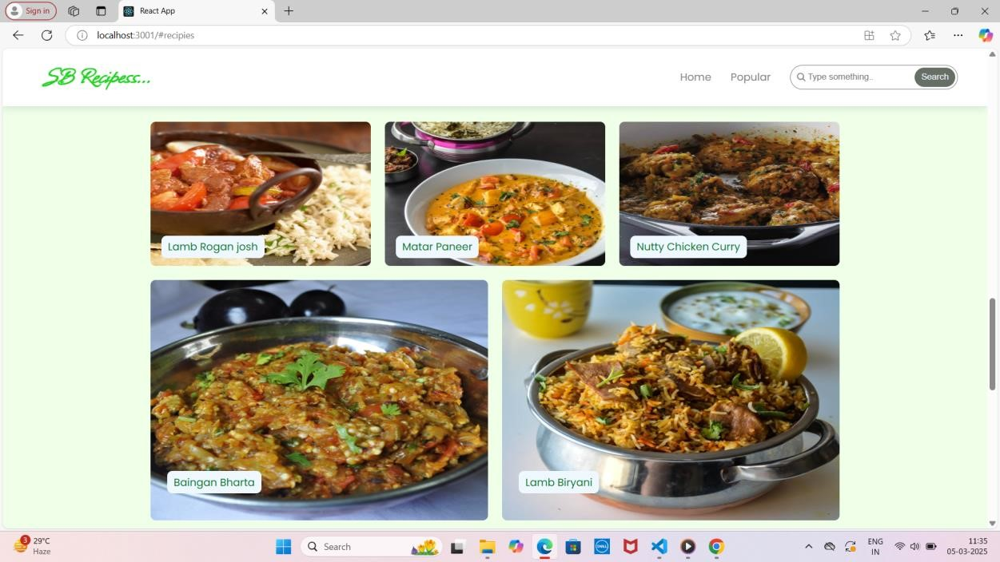 Sign in
React App
localhost:3001/#recipies
SB Recipess...
Home
Popular
Type something..
Search
Lamb Rogan josh
Matar Paneer
Nutty Chicken Curry
Baingan Bharta
Lamb Biryani
3
29°C
Haze
Search
DELL
ENG
IN
11:35
05-03-2025